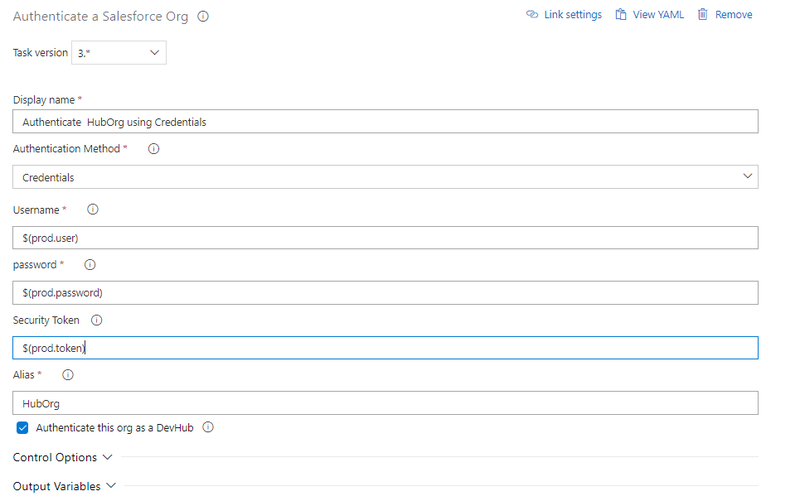 Authenticate a Salesforce Org
Link settings View YAML Remove
Task version 3.*
Display name *
Authenticate HubOrg using Credentials
Authentication Method *
Credentials
Username *
$(prod.user)
password *
$(prod.password)
Security Token
$(prod.token)
Alias *
HubOrg
Authenticate this org as a DevHub
Control Options
Output Variables